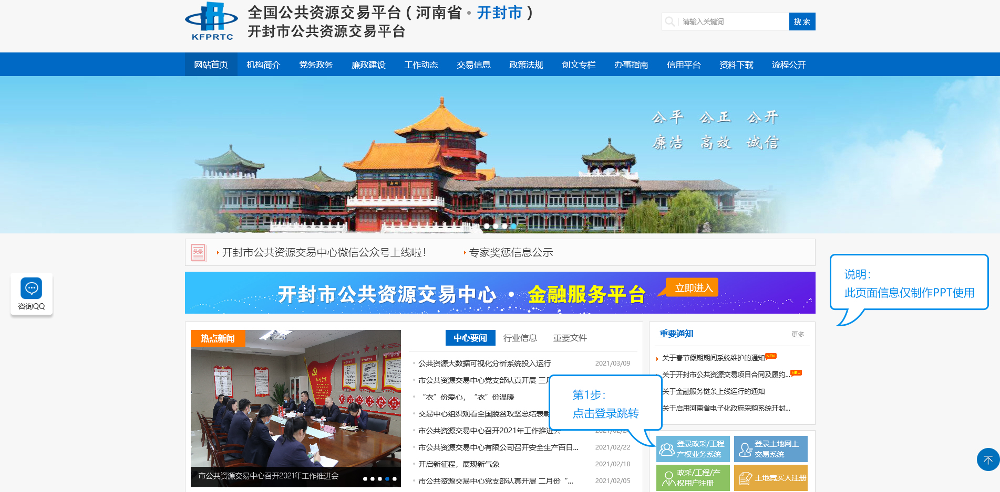 全国公共资源交易平台（河南省·开封市）
开封市公共资源交易平台
KFPRTC
请输入关键词
搜 索
网站首页 机构简介 党务政务 廉政建设 工作动态 交易信息 政策法规 创文专栏 办事指南 信用平台 资料下载 流程公开
公平 公正 公开
廉洁 高效 诚信
头条
开封市公共资源交易中心微信公众号上线啦！
专家奖惩信息公示
咨询QQ
开封市公共资源交易中心 · 金融服务平台
立即进入
说明：
此页面信息仅制作PPT使用
热点新闻
市公共资源交易中心召开2021年工作推进会
中心要闻 行业信息 重要文件
公共资源大数据可视化分析系统投入运行 2021/03/09
市公共资源交易中心党支部认真开展 三月
“衣”份爱心，“衣”份温暖
交易中心组织观看全国脱贫攻坚总结表彰
市公共资源交易中心召开2021年工作推进会
市公共资源交易中心有限公司召开安全生产百日... 2021/02/22
开启新征程，展现新气象 2021/02/18
市公共资源交易中心党支部认真开展 二月份“... 2021/02/05
第1步：
点击登录跳转
重要通知
更多
关于春节假期期间系统维护的通知 NEW
关于开封市公共资源交易项目合同及履约... NEW
关于金融服务链条上线运行的通知
关于启用河南省电子化政府采购系统开封...
登录政采/工程
产权业务系统
登录土地网上
交易系统
政采/工程/产
权用户注册
土地竞买人注册